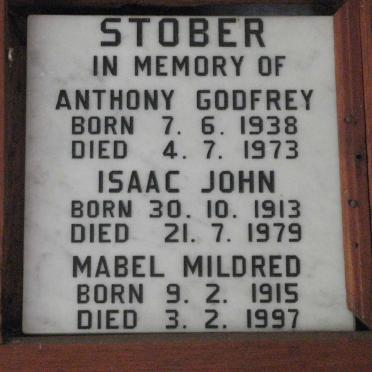 STOBER
IN MEMORY OF
ANTHONY GODFREY
BORN 7. 6. 1938
DIED 4. 7. 1973
ISAAC JOHN
BORN 30. 10. 1913
DIED 21. 7. 1979
MABEL MILDRED
BORN 9. 2. 1915
DIED 3. 2. 1997